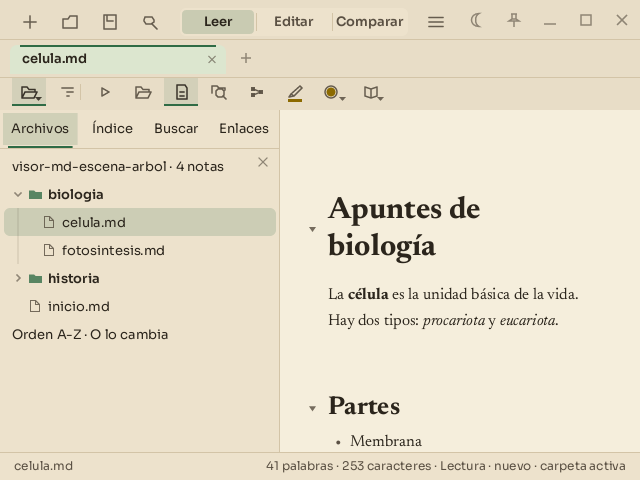 Leer Editar Comparar
celula.md
Archivos Índice Buscar Enlaces
visor-md-escena-arbol · 4 notas
biologia
celula.md
fotosintesis.md
historia
inicio.md
Orden A-Z · O lo cambia
Apuntes de
biología
La célula es la unidad básica de la vida.
Hay dos tipos: procariota y eucariota.
Partes
• Membrana
celula.md
41 palabras · 253 caracteres · Lectura · nuevo · carpeta activa